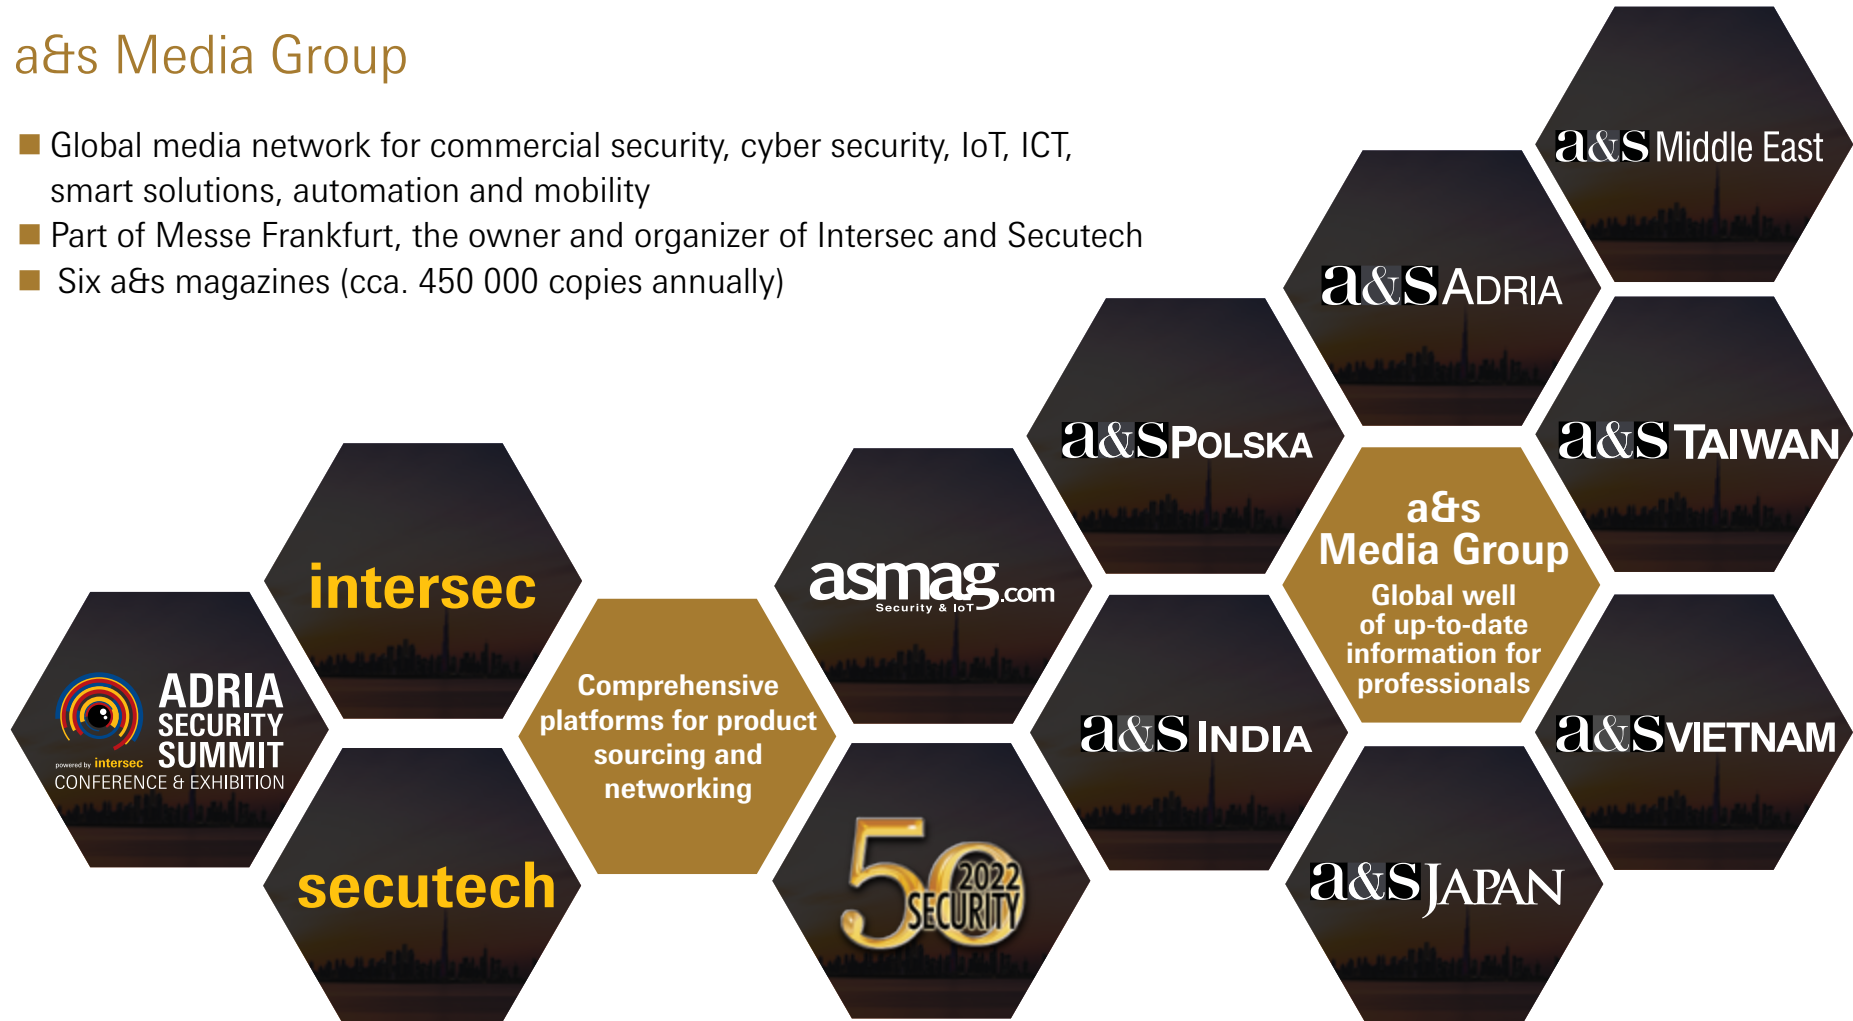 a&s Media Group
Global media network for commercial security, cyber security, IoT, ICT,
smart solutions, automation and mobility
Part of Messe Frankfurt, the owner and organizer of Intersec and Secutech
Six a&s magazines (cca. 450 000 copies annually)
a&s Middle East
a&s ADRIA
a&s POLSKA
a&s TAIWAN
a&s
Media Group
Global well
of up-to-date
information for
professionals
intersec
asmag.com
Security & IoT
ADRIA
SECURITY
SUMMIT
powered by intersec
CONFERENCE & EXHIBITION
Comprehensive
platforms for product
sourcing and
networking
a&s INDIA
a&s VIETNAM
secutech
50
2022
SECURITY
a&s JAPAN